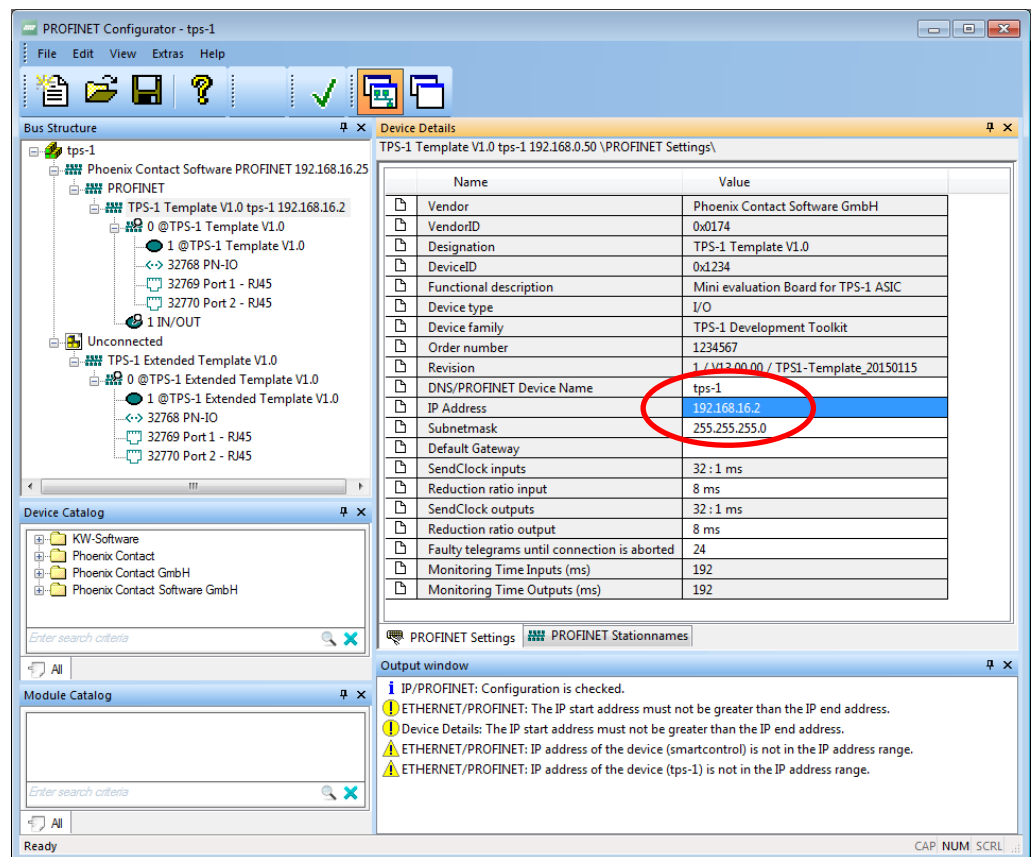 PROFINET Configurator - tps-1
File Edit View Extras Help
Bus Structure
tps-1
Phoenix Contact Software PROFINET 192.168.16.25
PROFINET
TPS-1 Template V1.0 tps-1 192.168.16.2
0 @TPS-1 Template V1.0
1 @TPS-1 Template V1.0
32768 PN-IO
32769 Port 1 - RJ45
32770 Port 2 - RJ45
1 IN/OUT
Unconnected
TPS-1 Extended Template V1.0
0 @TPS-1 Extended Template V1.0
1 @TPS-1 Extended Template V1.0
32768 PN-IO
32769 Port 1 - RJ45
32770 Port 2 - RJ45
Device Catalog
KW-Software
Phoenix Contact
Phoenix Contact GmbH
Phoenix Contact Software GmbH
Enter search criteria
All
Module Catalog
Enter search criteria
All
Device Details
TPS-1 Template V1.0 tps-1 192.168.0.50 \PROFINET Settings\
Name Value
Vendor Phoenix Contact Software GmbH
VendorID 0x0174
Designation TPS-1 Template V1.0
DeviceID 0x1234
Functional description Mini evaluation Board for TPS-1 ASIC
Device type I/O
Device family TPS-1 Development Toolkit
Order number 1234567
Revision 1 / V13.00.00 / TPS1-Template_20150115
DNS/PROFINET Device Name tps-1
IP Address 192.168.16.2
Subnetmask 255.255.255.0
Default Gateway
SendClock inputs 32 : 1 ms
Reduction ratio input 8 ms
SendClock outputs 32 : 1 ms
Reduction ratio output 8 ms
Faulty telegrams until connection is aborted 24
Monitoring Time Inputs (ms) 192
Monitoring Time Outputs (ms) 192
PROFINET Settings PROFINET Stationnames
Output window
IP/PROFINET: Configuration is checked.
ETHERNET/PROFINET: The IP start address must not be greater than the IP end address.
Device Details: The IP start address must not be greater than the IP end address.
ETHERNET/PROFINET: IP address of the device (smartcontrol) is not in the IP address range.
ETHERNET/PROFINET: IP address of the device (tps-1) is not in the IP address range.
Ready CAP NUM SCRL